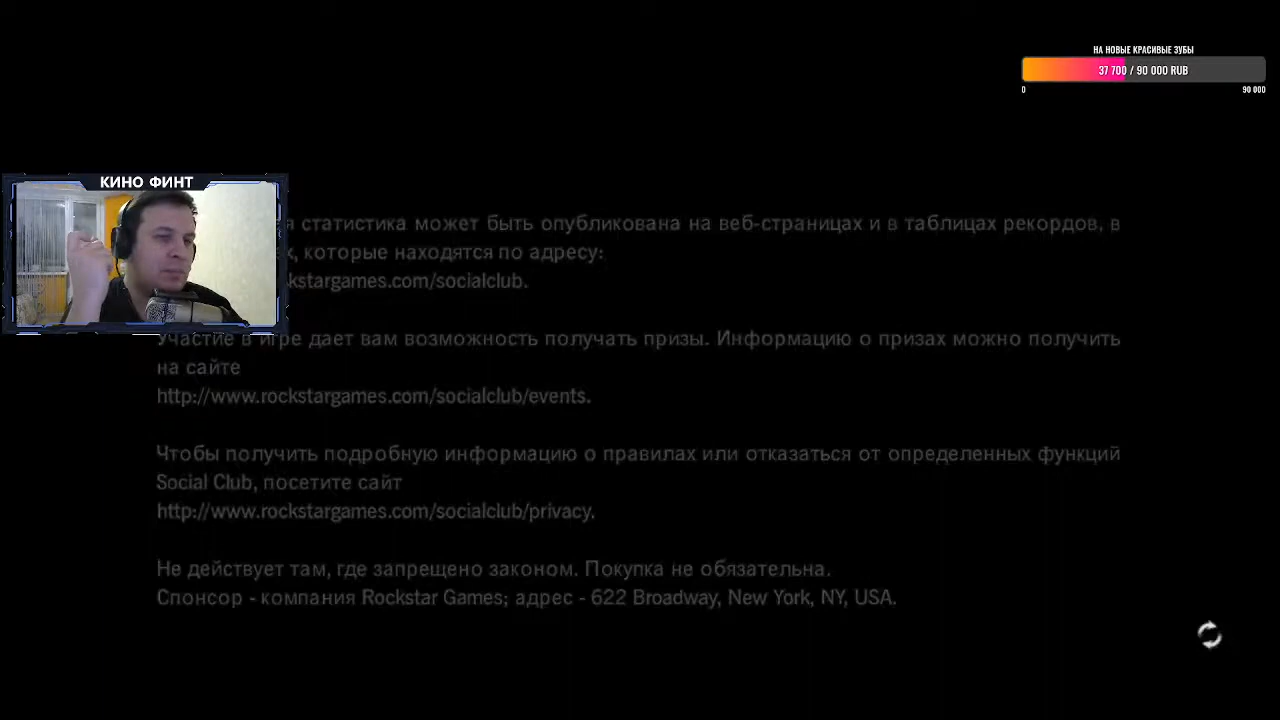 НА НОВЫЕ КРАСИВЫЕ ЗУБЫ
37 700 / 90 000 RUB
0
90 000
КИНО ФИНТ
я статистика может быть опубликована на веб-страницах и в таблицах рекордов, в
х, которые находятся по адресу:
kstargames.com/socialclub.
Участие в игре дает вам возможность получать призы. Информацию о призах можно получить
на сайте
http://www.rockstargames.com/socialclub/events.
Чтобы получить подробную информацию о правилах или отказаться от определенных функций
Social Club, посетите сайт
http://www.rockstargames.com/socialclub/privacy.
Не действует там, где запрещено законом. Покупка не обязательна.
Спонсор - компания Rockstar Games; адрес - 622 Broadway, New York, NY, USA.